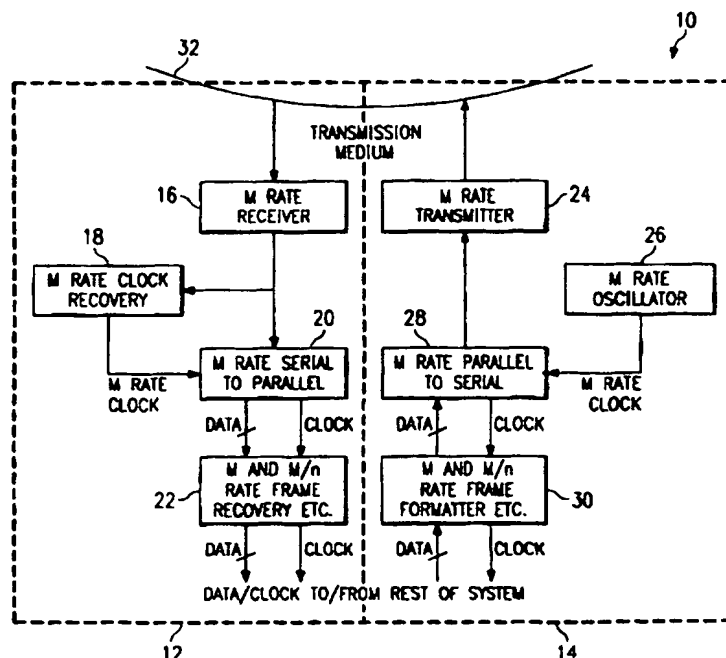 10
32
TRANSMISSION
MEDIUM
16
M RATE
RECEIVER
M RATE
TRANSMITTER
24
18
M RATE CLOCK
RECOVERY
26
M RATE
OSCILLATOR
20
M RATE SERIAL
TO PARALLEL
28
M RATE PARALLEL
TO SERIAL
M RATE
CLOCK
M RATE
CLOCK
DATA
CLOCK
DATA
CLOCK
22
M AND M/n
RATE FRAME
RECOVERY ETC.
M AND M/n
RATE FRAME
FORMATTER ETC.
30
DATA
CLOCK
DATA
CLOCK
DATA/CLOCK TO/FROM REST OF SYSTEM
12
14